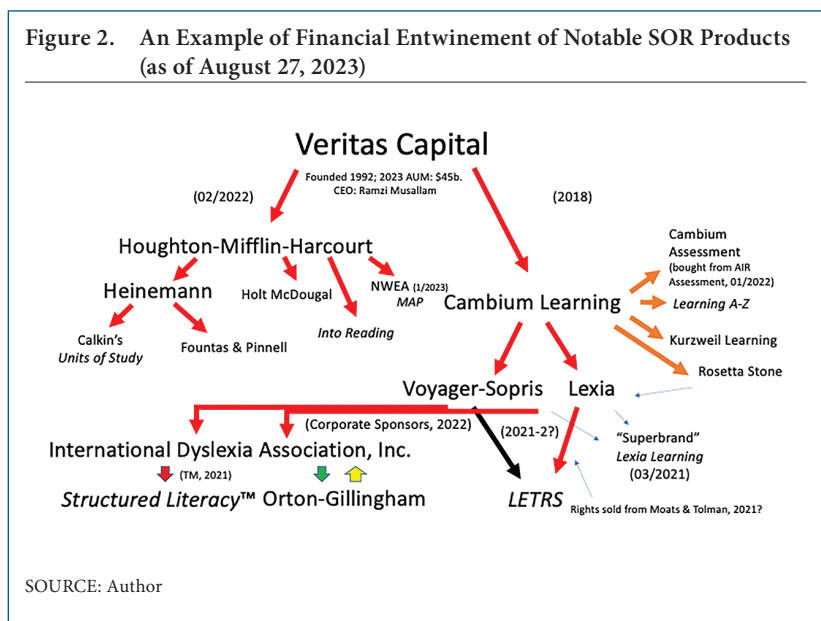 Figure 2. An Example of Financial Entwinement of Notable SOR Products
(as of August 27, 2023)
Veritas Capital
Founded 1992; 2023 AUM: $45b.
CEO: Ramzi Musallam
(02/2022)
(2018)
Houghton-Mifflin-Harcourt
Cambium
Assessment
(bought from AIR
Assessment, 01/2022)
Heinemann
Holt McDougal
NWEA (1/2023)
MAP
Cambium Learning
Learning A-Z
Calkin's
Units of Study
Fountas & Pinnell
Into Reading
Kurzweil Learning
Rosetta Stone
Voyager-Sopris
Lexia
(Corporate Sponsors, 2022)
(2021-2?)
International Dyslexia Association, Inc.
"Superbrand"
Lexia Learning
(03/2021)
(TM, 2021)
Structured Literacy™ Orton-Gillingham
LETRS
Rights sold from Moats & Tolman, 2021?
SOURCE: Author